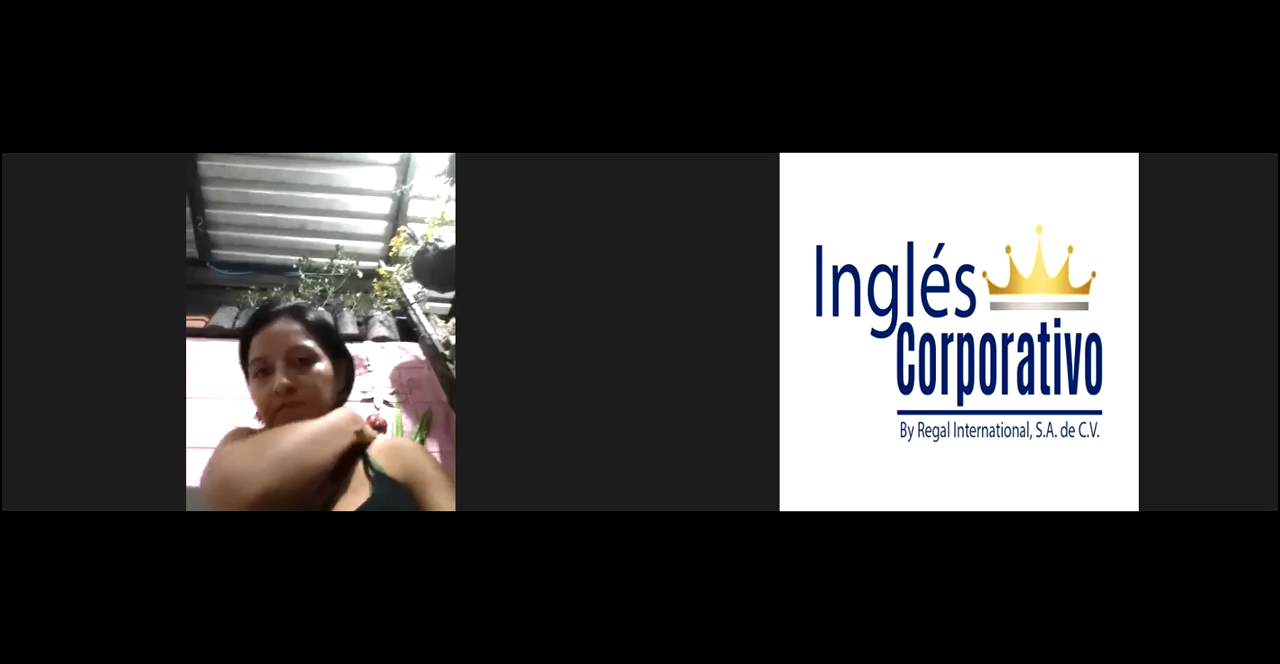 Inglés
Corporativo
By Regal International, S.A. de C.V.